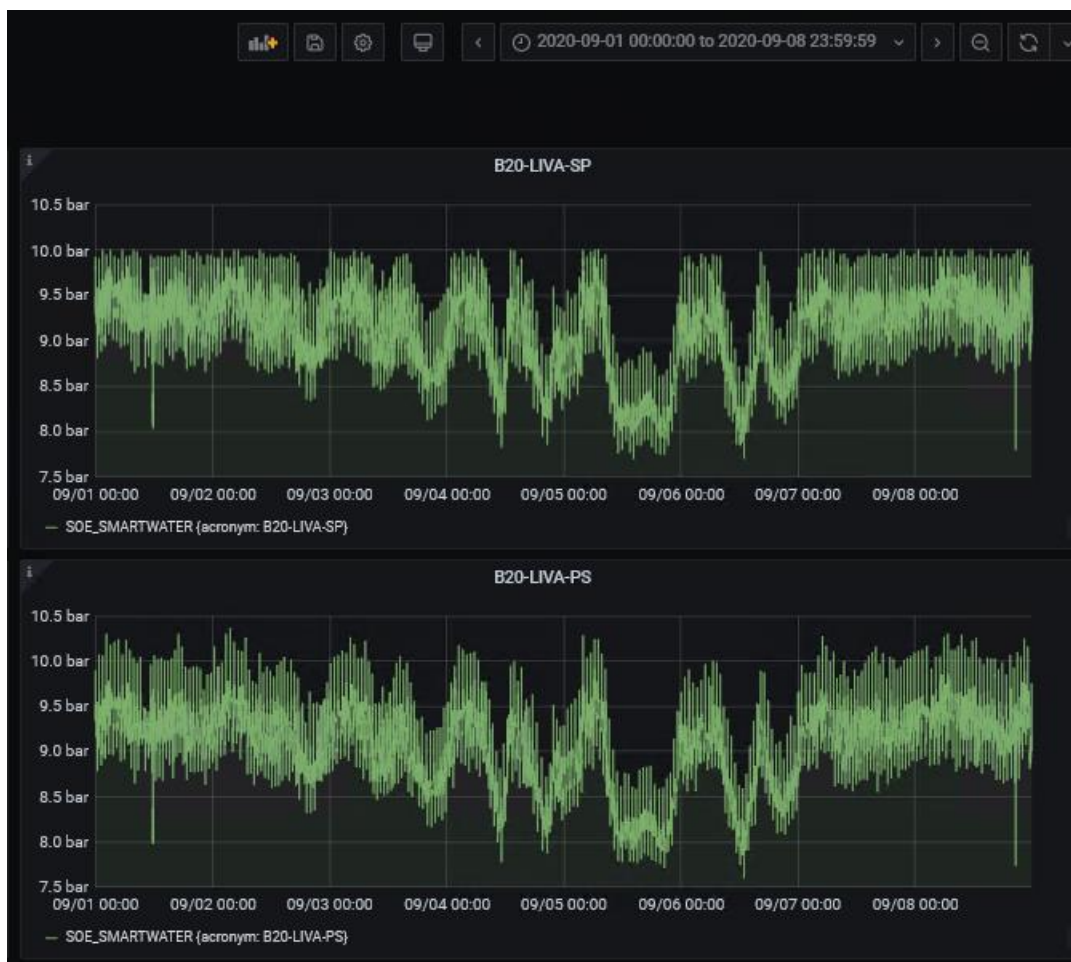 2020-09-01 00:00:00 to 2020-09-08 23:59:59
B20-LIVA-SP
10.5 bar
10.0 bar
9.5 bar
9.0 bar
8.5 bar
8.0 bar
7.5 bar
09/01 00:00 09/02 00:00 09/03 00:00 09/04 00:00 09/05 00:00 09/06 00:00 09/07 00:00 09/08 00:00
SOE_SMARTWATER {acronym: B20-LIVA-SP}
B20-LIVA-PS
10.5 bar
10.0 bar
9.5 bar
9.0 bar
8.5 bar
8.0 bar
7.5 bar
09/01 00:00 09/02 00:00 09/03 00:00 09/04 00:00 09/05 00:00 09/06 00:00 09/07 00:00 09/08 00:00
SOE_SMARTWATER {acronym: B20-LIVA-PS}